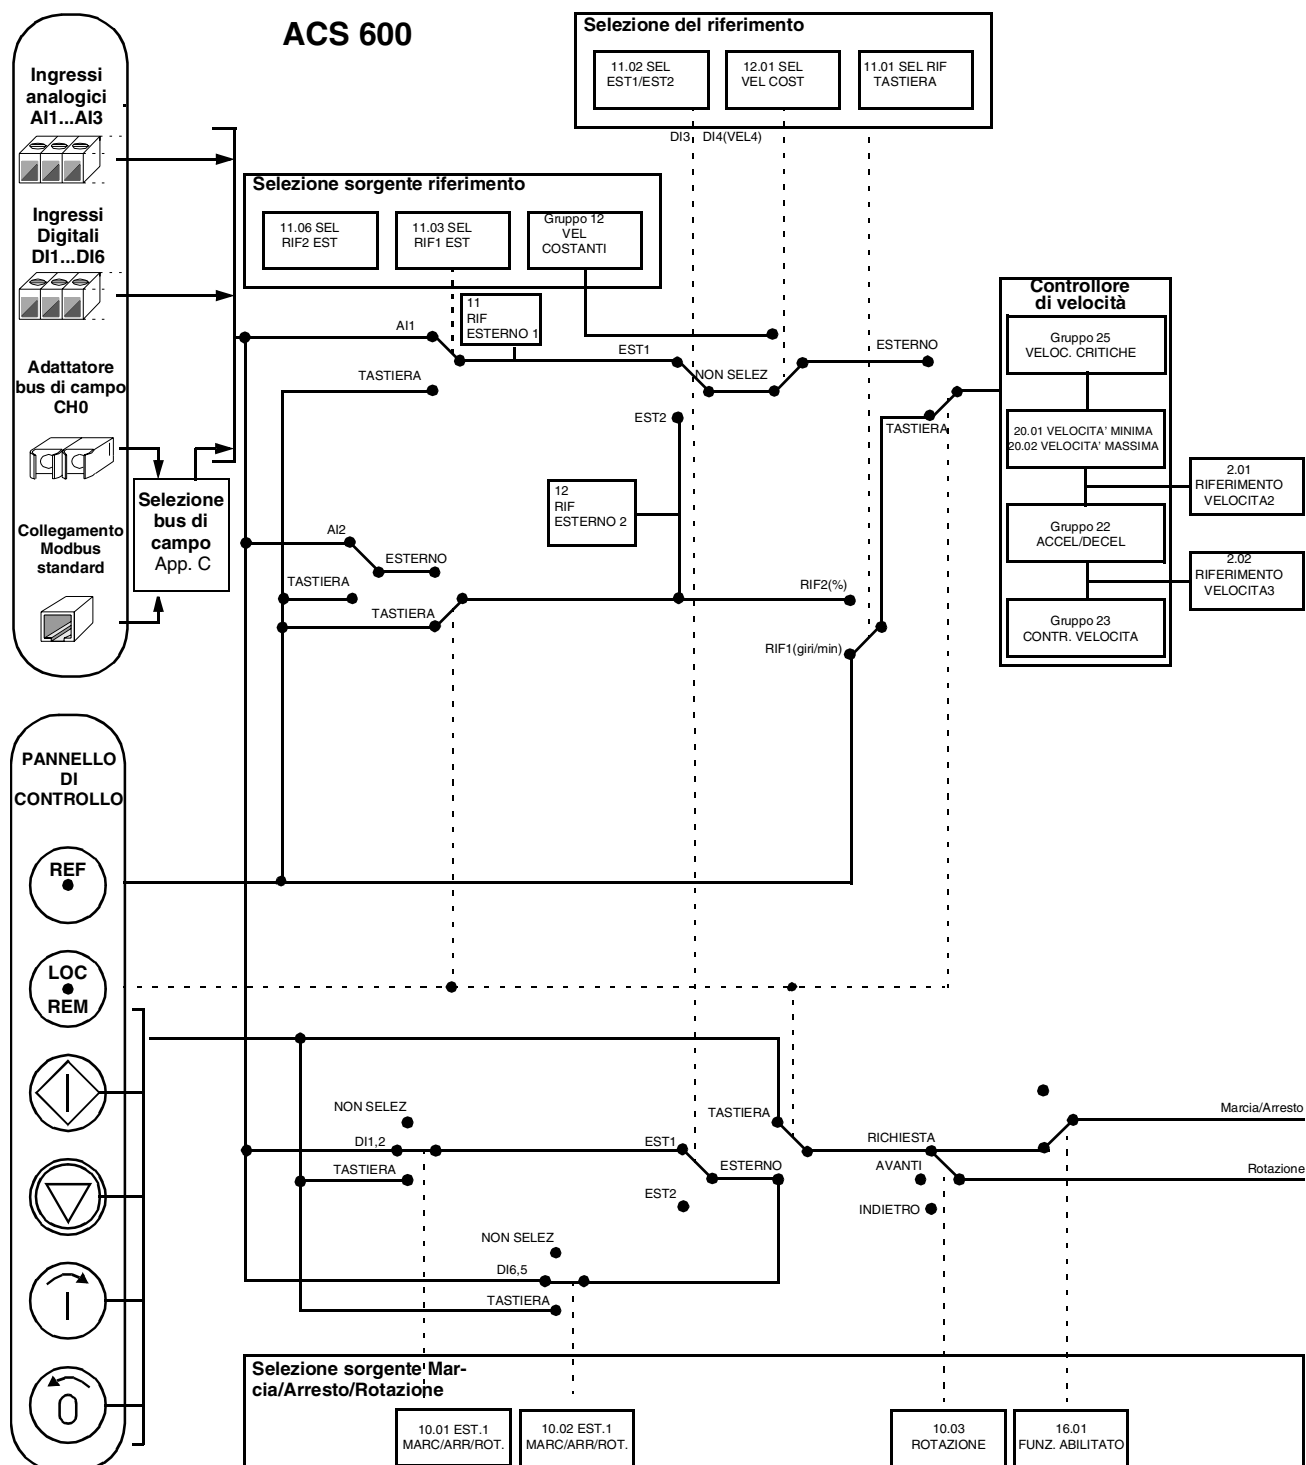 ACS 600
Ingressi
analogici
AI1...AI3
Ingressi
Digitali
DI1...DI6
Adattatore
bus di campo
CH0
Collegamento
Modbus
standard
Selezione
bus di
campo
App. C
Selezione del riferimento
11.02 SEL
EST1/EST2
12.01 SEL
VEL COST
11.01 SEL RIF
TASTIERA
DI3
DI4(VEL4)
Selezione sorgente riferimento
11.06 SEL
RIF2 EST
11.03 SEL
RIF1 EST
Gruppo 12
VEL
COSTANTI
11
RIF
ESTERNO 1
AI1
TASTIERA
EST1
NON SELEZ
ESTERNO
EST2
TASTIERA
12
RIF
ESTERNO 2
AI2
ESTERNO
TASTIERA
TASTIERA
RIF2(%)
RIF1(giri/min)
Controllore
di velocità
Gruppo 25
VELOC. CRITICHE
20.01 VELOCITA' MINIMA
20.02 VELOCITA' MASSIMA
Gruppo 22
ACCEL/DECEL
Gruppo 23
CONTR. VELOCITA
2.01
RIFERIMENTO
VELOCITA2
2.02
RIFERIMENTO
VELOCITA3
PANNELLO
DI
CONTROLLO
REF
LOC
REM
NON SELEZ
DI1,2
TASTIERA
EST1
EST2
TASTIERA
ESTERNO
NON SELEZ
DI6,5
TASTIERA
RICHIESTA
AVANTI
INDIETRO
Marcia/Arresto
Rotazione
Selezione sorgente Mar-
cia/Arresto/Rotazione
10.01 EST.1
MARC/ARR/ROT.
10.02 EST.1
MARC/ARR/ROT.
10.03
ROTAZIONE
16.01
FUNZ. ABILITATO